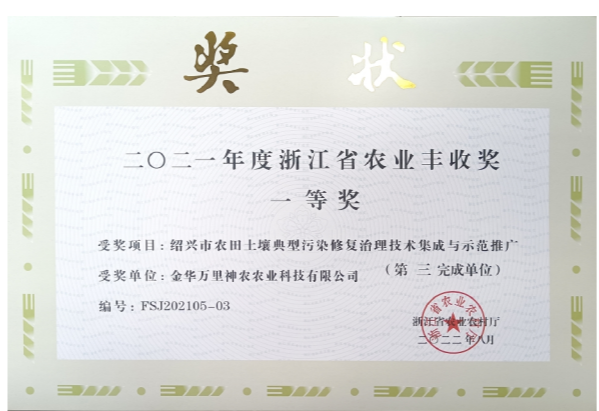 奖 状
二〇二一年度浙江省农业丰收奖
一等奖
受奖项目：绍兴市农田土壤典型污染修复治理技术集成与示范推广
受奖单位：金华万里神农农业科技有限公司 （第三完成单位）
编号：FSJ202105-03
浙江省农业农村厅
二〇二二年八月